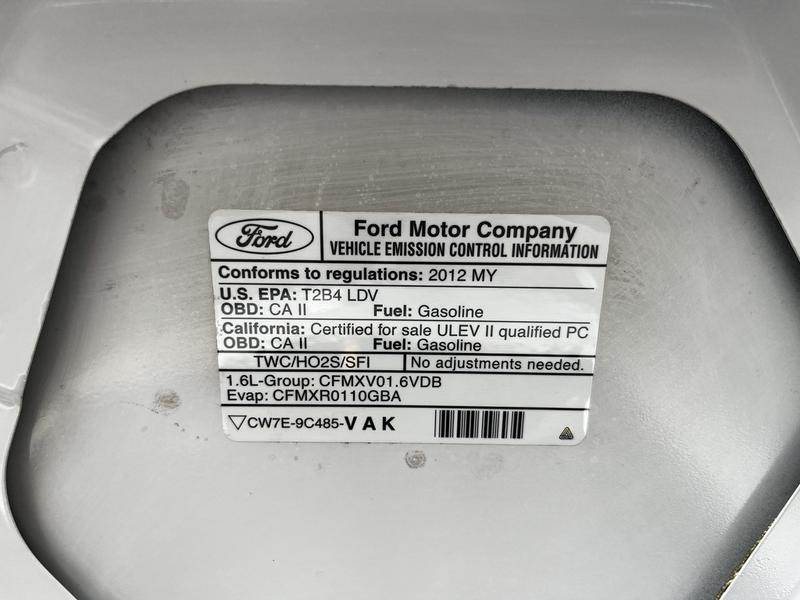 Ford
Ford Motor Company
VEHICLE EMISSION CONTROL INFORMATION
Conforms to regulations: 2012 MY
U.S. EPA: T2B4 LDV
OBD: CA II Fuel: Gasoline
California: Certified for sale ULEV II qualified PC
OBD: CA II Fuel: Gasoline
TWC/HO2S/SFI No adjustments needed.
1.6L-Group: CFMXV01.6VDB
Evap: CFMXR0110GBA
CW7E-9C485-VAK